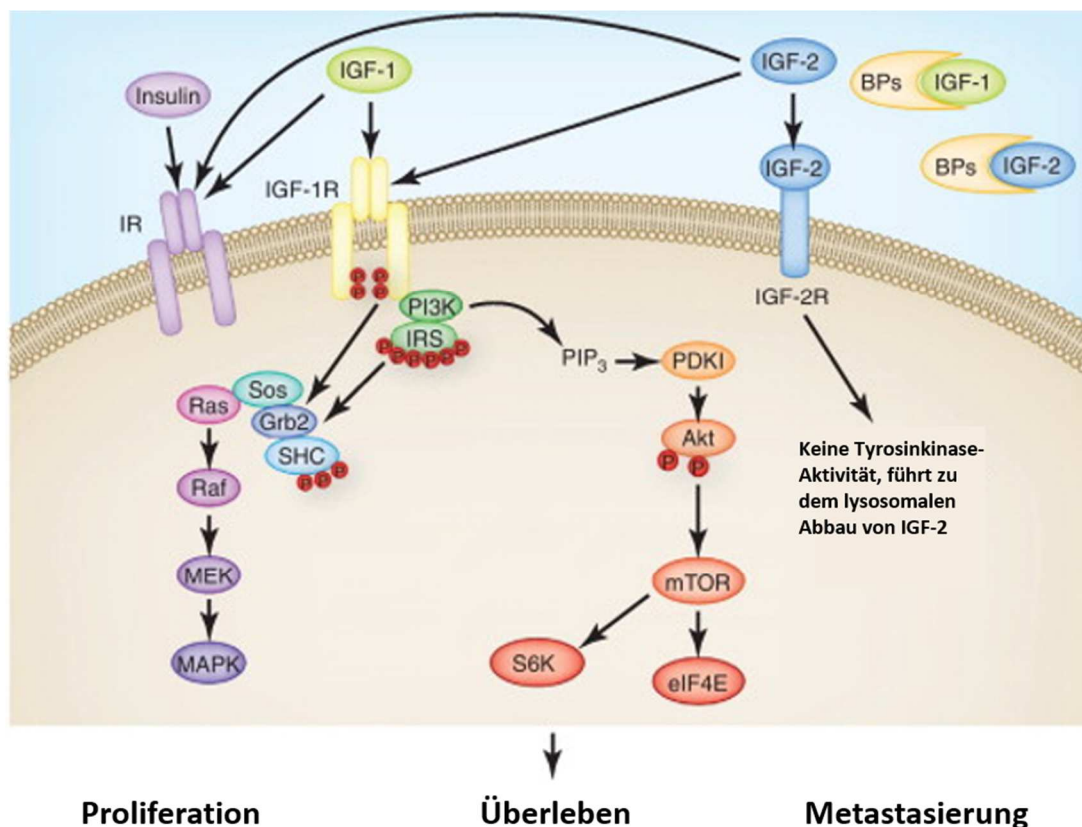 IGF-1
IGF-2
BPs IGF-1
Insulin
IGF-2
BPs IGF-2
IGF-1R
IR
P P
P P
PI3K
IGF-2R
IRS
P P P P P P
PIP3
PDKI
Sos
Ras
Grb2
Akt
SHC
P P
P P P
Raf
Keine Tyrosinkinase-
Aktivität, führt zu
dem lysosomalen
Abbau von IGF-2
MEK
mTOR
MAPK
S6K
eIF4E
Proliferation Überleben Metastasierung